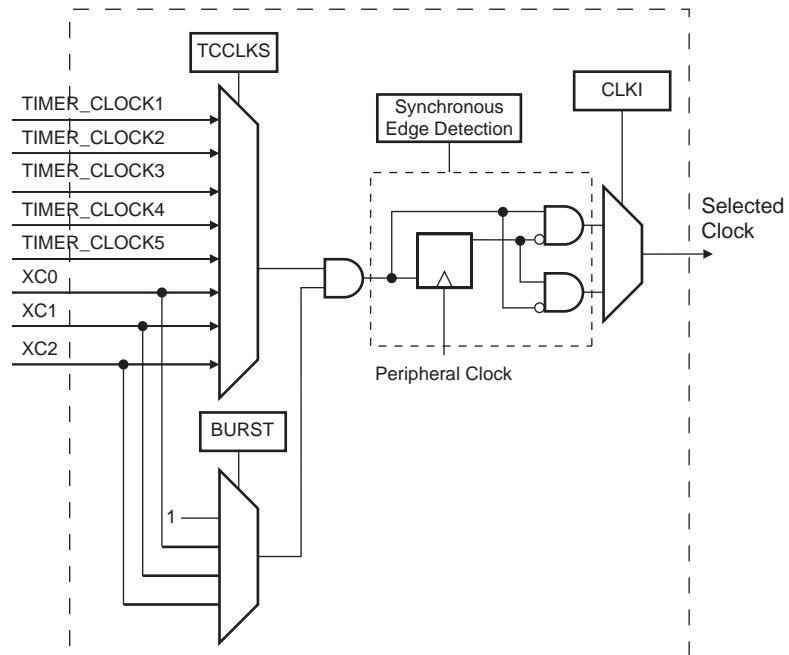 TCCLKS
TIMER_CLOCK1
TIMER_CLOCK2
TIMER_CLOCK3
TIMER_CLOCK4
TIMER_CLOCK5
XC0
XC1
XC2
Synchronous
Edge Detection
CLKI
Selected
Clock
Peripheral Clock
BURST
1